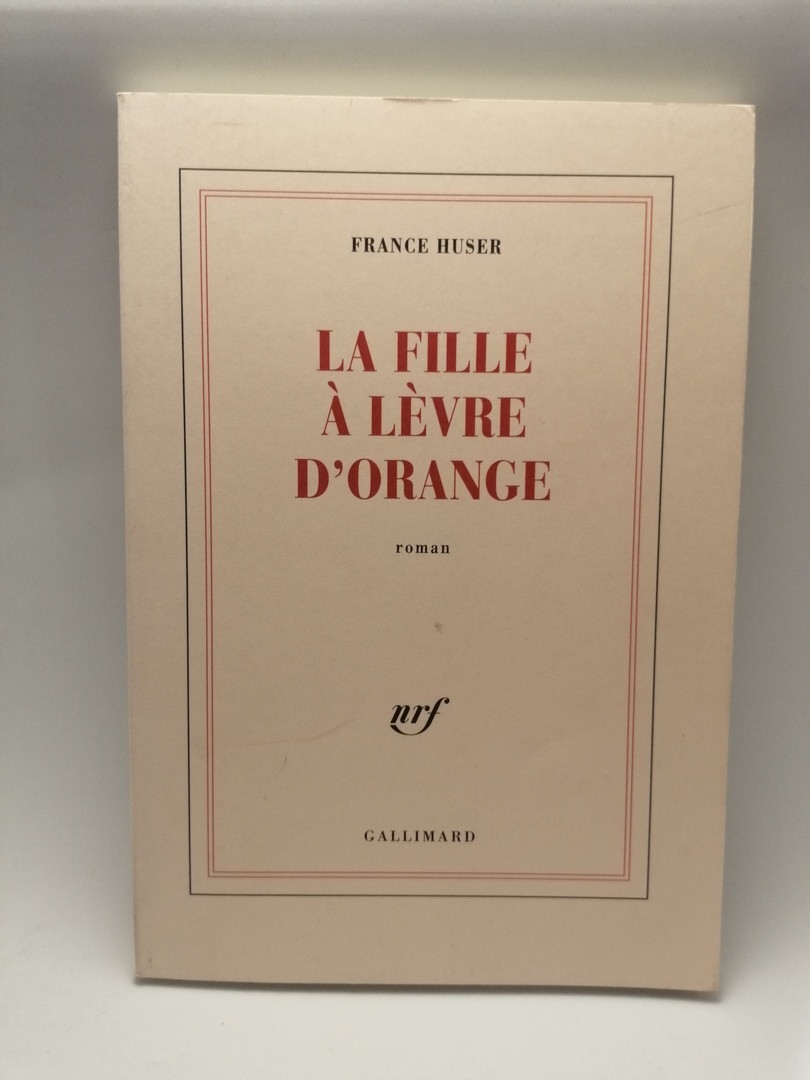 FRANCE HUSER
LA FILLE
À LÈVRE
D'ORANGE
roman
nrf
GALLIMARD